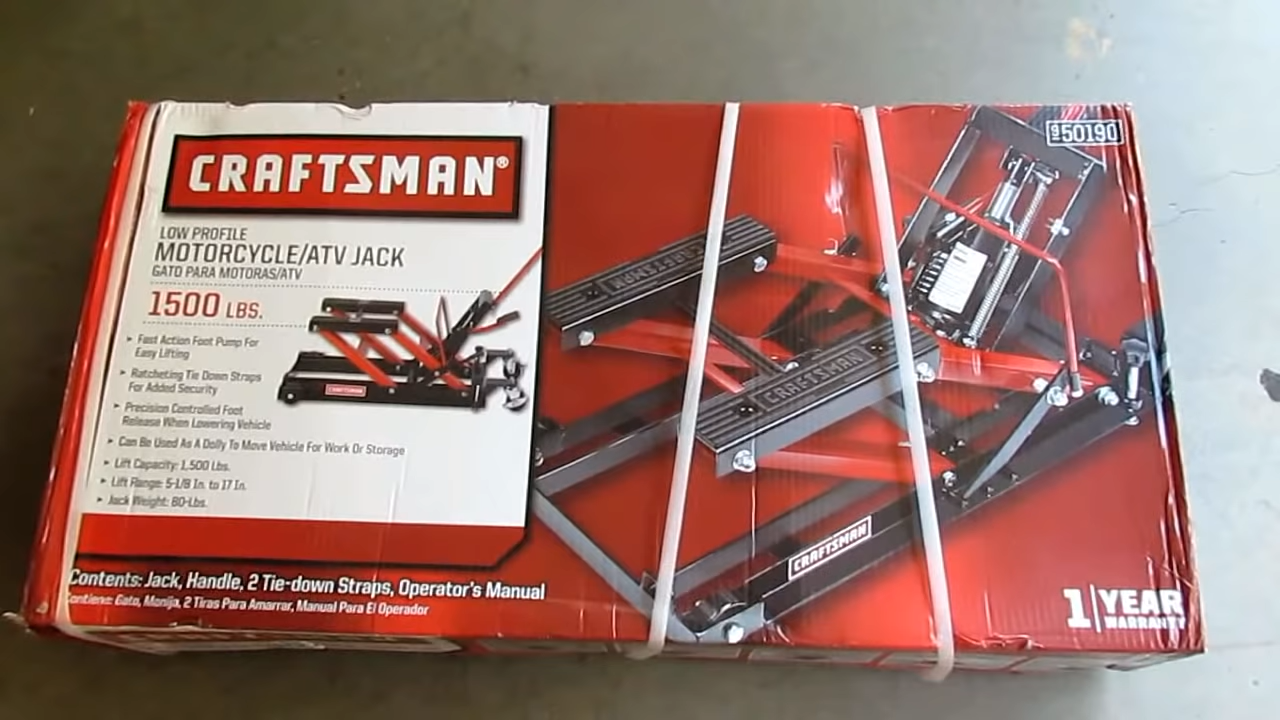 CRAFTSMAN®
LOW PROFILE
MOTORCYCLE/ATV JACK
GATO PARA MOTORAS/ATV
1500 LBS.
➤ Fast Action Foot Pump For
Easy Lifting
➤ Ratcheting Tie Down Straps
For Added Security
➤ Precision Controlled Foot
Release When Lowering Vehicle
➤ Can Be Used As A Dolly To Move Vehicle For Work Or Storage
➤ Lift Capacity: 1,500 Lbs.
➤ Lift Range: 5-1/8 In. to 17 In.
➤ Jack Weight: 80-Lbs.
CRAFTSMAN
Contents: Jack, Handle, 2 Tie-down Straps, Operator's Manual
Contiene: Gato, Manija, 2 Tiras Para Amarrar, Manual Para El Operador
9-50190
CRAFTSMAN
CRAFTSMAN
CRAFTSMAN
1 YEAR
WARRANTY